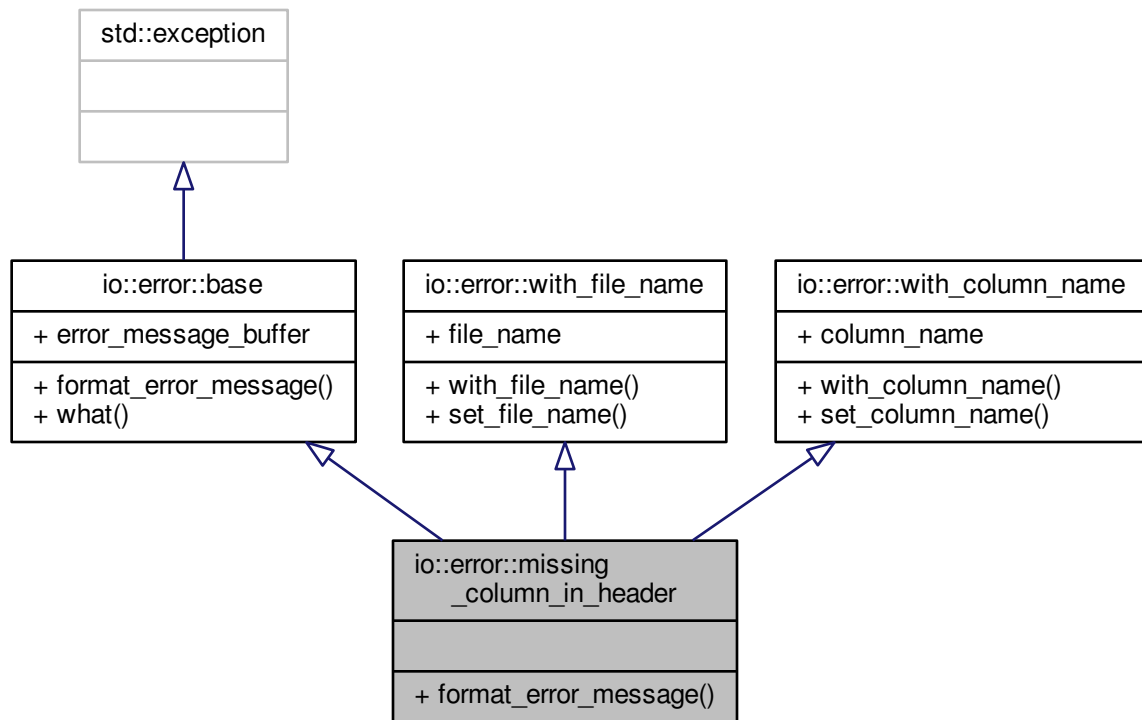 std::exception
io::error::base
+ error_message_buffer
+ format_error_message()
+ what()
io::error::with_file_name
+ file_name
+ with_file_name()
+ set_file_name()
io::error::with_column_name
+ column_name
+ with_column_name()
+ set_column_name()
io::error::missing
_column_in_header
+ format_error_message()